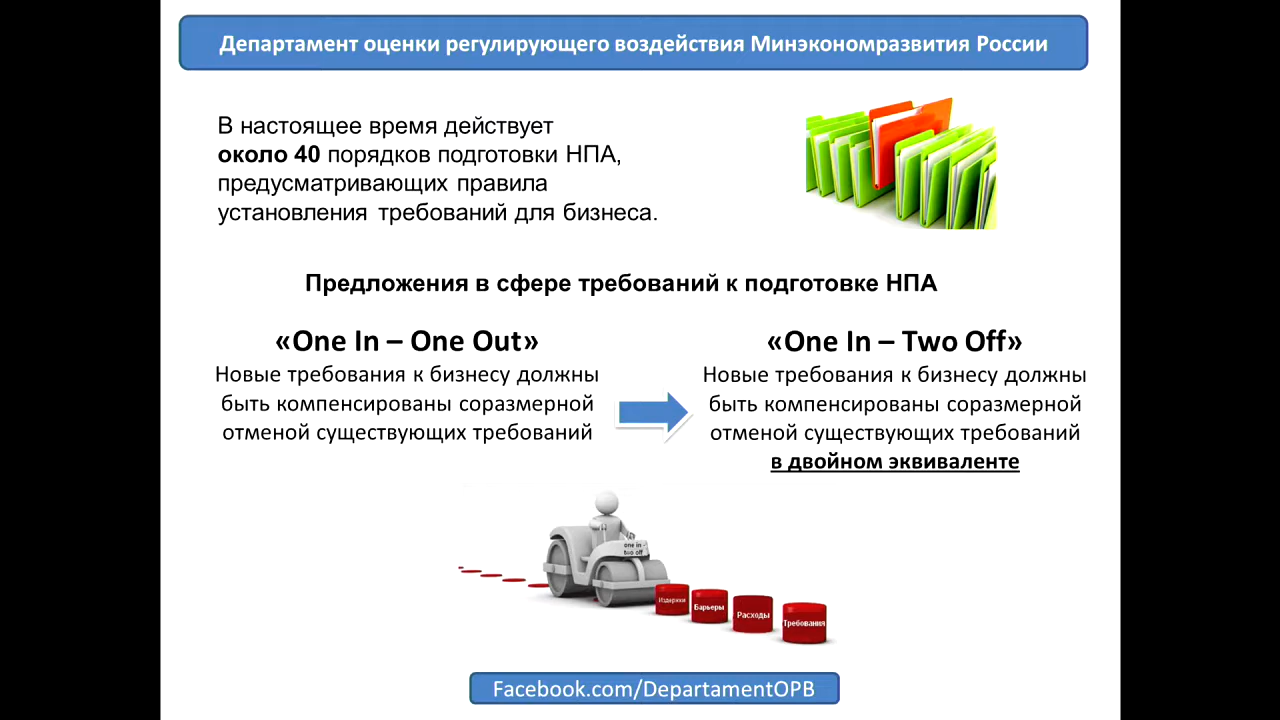 Департамент оценки регулирующего воздействия Минэкономразвития России
В настоящее время действует
около 40 порядков подготовки НПА,
предусматривающих правила
установления требований для бизнеса.
Предложения в сфере требований к подготовке НПА
«One In – One Out»
Новые требования к бизнесу должны
быть компенсированы соразмерной
отменой существующих требований
«One In – Two Off»
Новые требования к бизнесу должны
быть компенсированы соразмерной
отменой существующих требований
в двойном эквиваленте
one in -
two off
Издержки
Барьеры
Расходы
Требования
Facebook.com/DepartamentОРВ